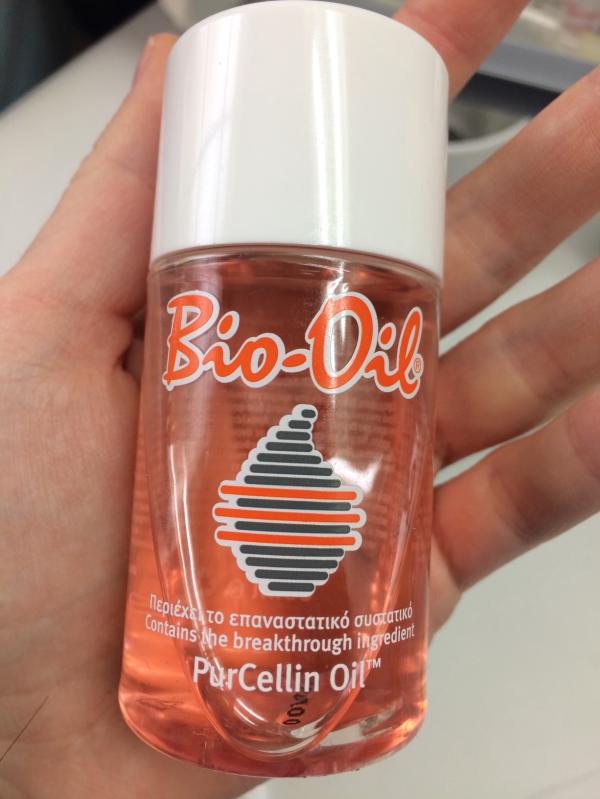 Bio-Oil®
Περιέχει το επαναστατικό συστατικό
Contains the breakthrough ingredient
PurCellin Oil™